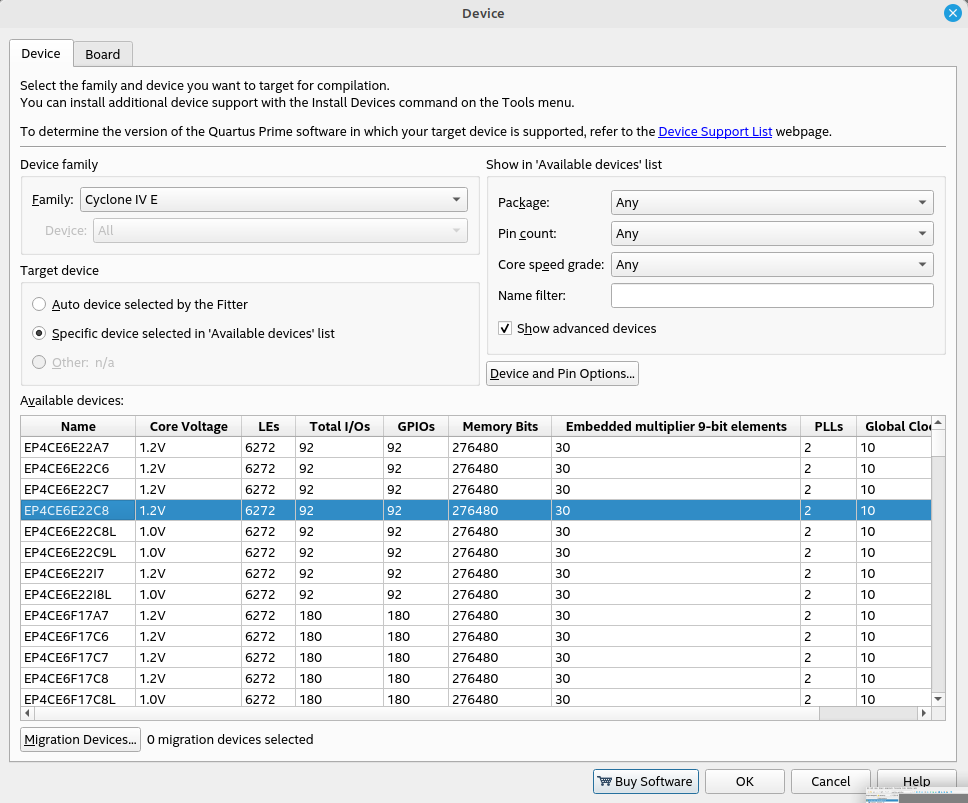 Device
Device Board
Select the family and device you want to target for compilation.
You can install additional device support with the Install Devices command on the Tools menu.
To determine the version of the Quartus Prime software in which your target device is supported, refer to the Device Support List webpage.
Device family
Family: Cyclone IV E
Device: All
Target device
Auto device selected by the Fitter
Specific device selected in 'Available devices' list
Other: n/a
Show in 'Available devices' list
Package: Any
Pin count: Any
Core speed grade: Any
Name filter:
Show advanced devices
Device and Pin Options...
Available devices:
Name Core Voltage LEs Total I/Os GPIOs Memory Bits Embedded multiplier 9-bit elements PLLs Global Cloc
EP4CE6E22A7 1.2V 6272 92 92 276480 30 2 10
EP4CE6E22C6 1.2V 6272 92 92 276480 30 2 10
EP4CE6E22C7 1.2V 6272 92 92 276480 30 2 10
EP4CE6E22C8 1.2V 6272 92 92 276480 30 2 10
EP4CE6E22C8L 1.0V 6272 92 92 276480 30 2 10
EP4CE6E22C9L 1.0V 6272 92 92 276480 30 2 10
EP4CE6E22I7 1.2V 6272 92 92 276480 30 2 10
EP4CE6E22I8L 1.0V 6272 92 92 276480 30 2 10
EP4CE6F17A7 1.2V 6272 180 180 276480 30 2 10
EP4CE6F17C6 1.2V 6272 180 180 276480 30 2 10
EP4CE6F17C7 1.2V 6272 180 180 276480 30 2 10
EP4CE6F17C8 1.2V 6272 180 180 276480 30 2 10
EP4CE6F17C8L 1.0V 6272 180 180 276480 30 2 10
Migration Devices... 0 migration devices selected
Buy Software OK Cancel Help